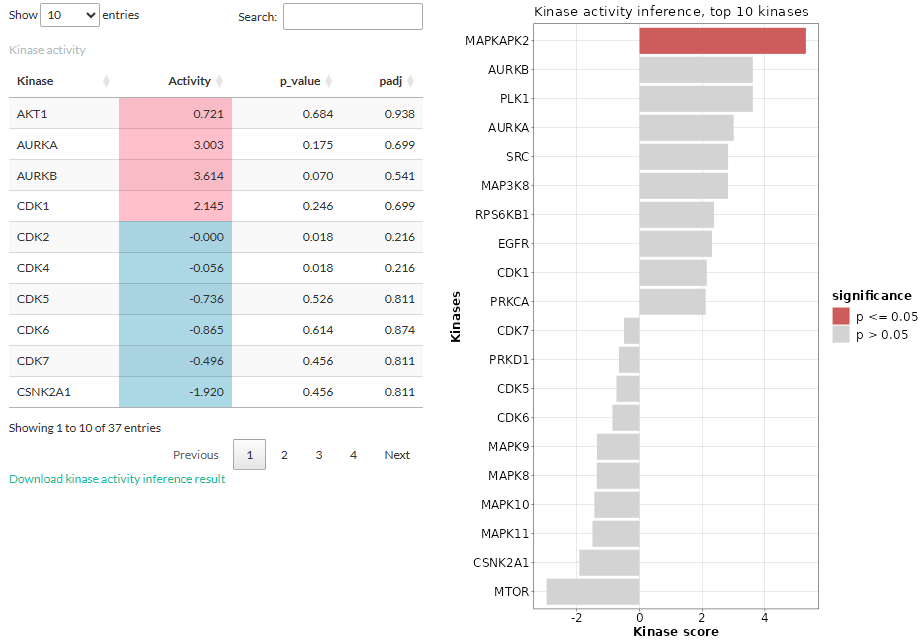 Show 10 entries
Search:
Kinase activity
Kinase Activity p_value padj
AKT1 0.721 0.684 0.938
AURKA 3.003 0.175 0.699
AURKB 3.614 0.070 0.541
CDK1 2.145 0.246 0.699
CDK2 -0.000 0.018 0.216
CDK4 -0.056 0.018 0.216
CDK5 -0.736 0.526 0.811
CDK6 -0.865 0.614 0.874
CDK7 -0.496 0.456 0.811
CSNK2A1 -1.920 0.456 0.811
Showing 1 to 10 of 37 entries
Previous 1 2 3 4 Next
Download kinase activity inference result
Kinase activity inference, top 10 kinases
Kinases
MAPKAPK2
AURKB
PLK1
AURKA
SRC
MAP3K8
RPS6KB1
EGFR
CDK1
PRKCA
CDK7
PRKD1
CDK5
CDK6
MAPK9
MAPK8
MAPK10
MAPK11
CSNK2A1
MTOR
-2 0 2 4
Kinase score
significance
p <= 0.05
p > 0.05